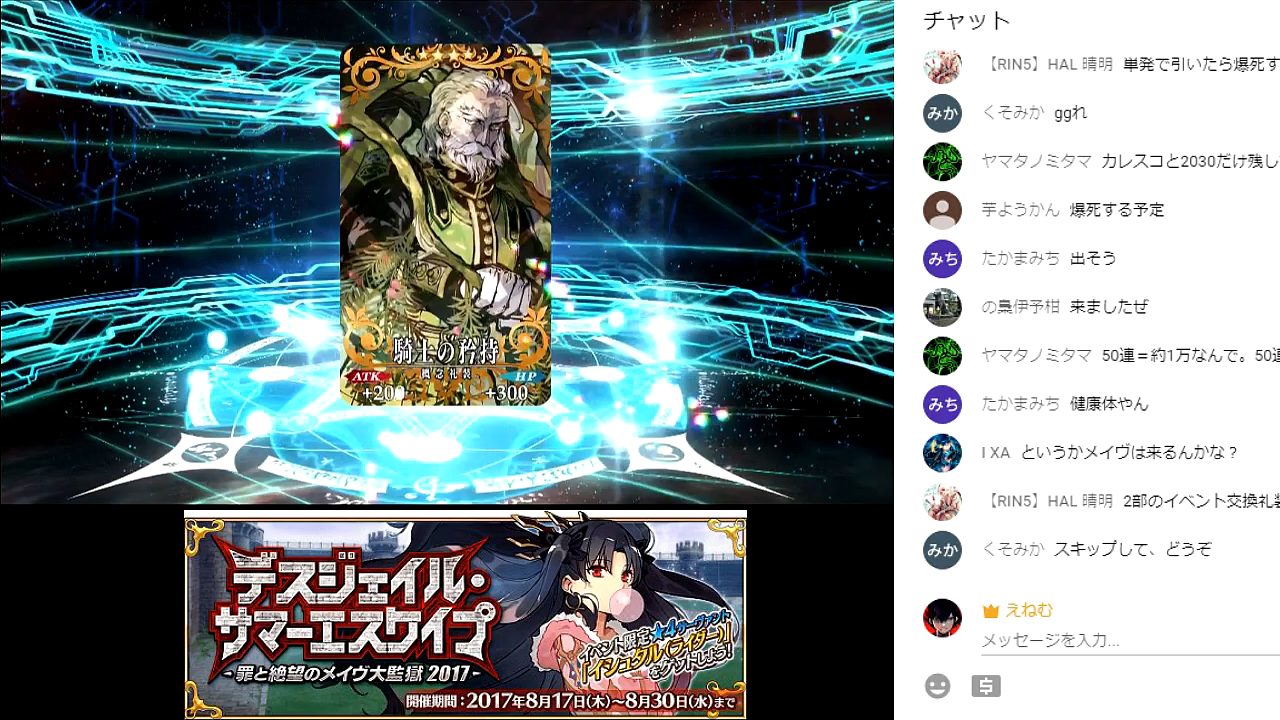 騎士の矜持
概念礼装
ATK
HP
+200
+300
デスジェイル・
サマーエスケイプ
-罪と絶望のメイヴ大監獄 2017-
イベント限定★4サーヴァント
「イシュタル(ライダー)」
をゲットしよう!
開催期間:2017年8月17日(木)~8月30日(水)まで
チャット
【RIN5】HAL 晴明 単発で引いたら爆死す
みか
くそみか ggれ
ヤマタノミタマ カレスコと2030だけ残し
芋ようかん 爆死する予定
みち
たかまみち 出そう
の梟伊予柑 来ましたぜ
ヤマタノミタマ 50連=約1万なんで。50連
みち
たかまみち 健康体やん
I XA というかメイヴは来るんかな?
【RIN5】HAL 晴明 2部のイベント交換礼装
みか
くそみか スキップして、どうぞ
えねむ
メッセージを入力...